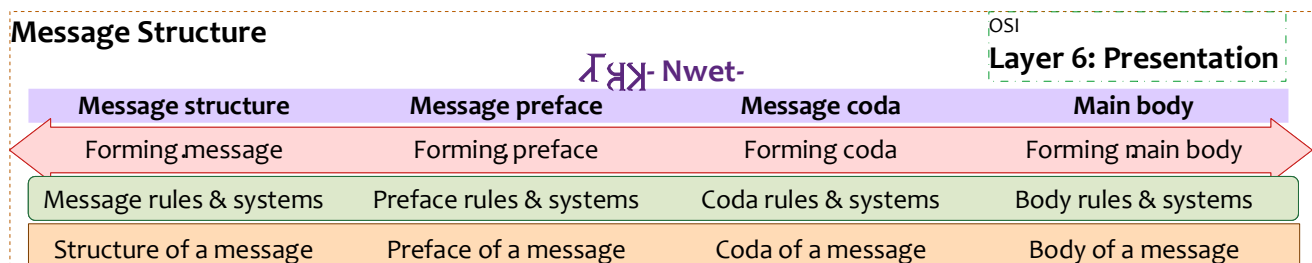 Message Structure
OSI
Layer 6: Presentation
- Nwet-
Message structure Message preface Message coda Main body
Forming message Forming preface Forming coda Forming main body
Message rules & systems Preface rules & systems Coda rules & systems Body rules & systems
Structure of a message Preface of a message Coda of a message Body of a message